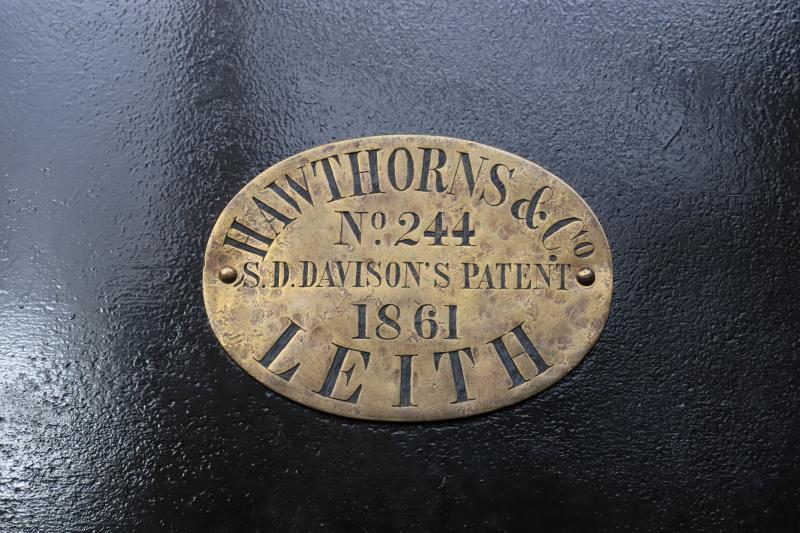 HAWTHORNS & Co.
No. 244
S.D.DAVISON'S PATENT
1861
LEITH